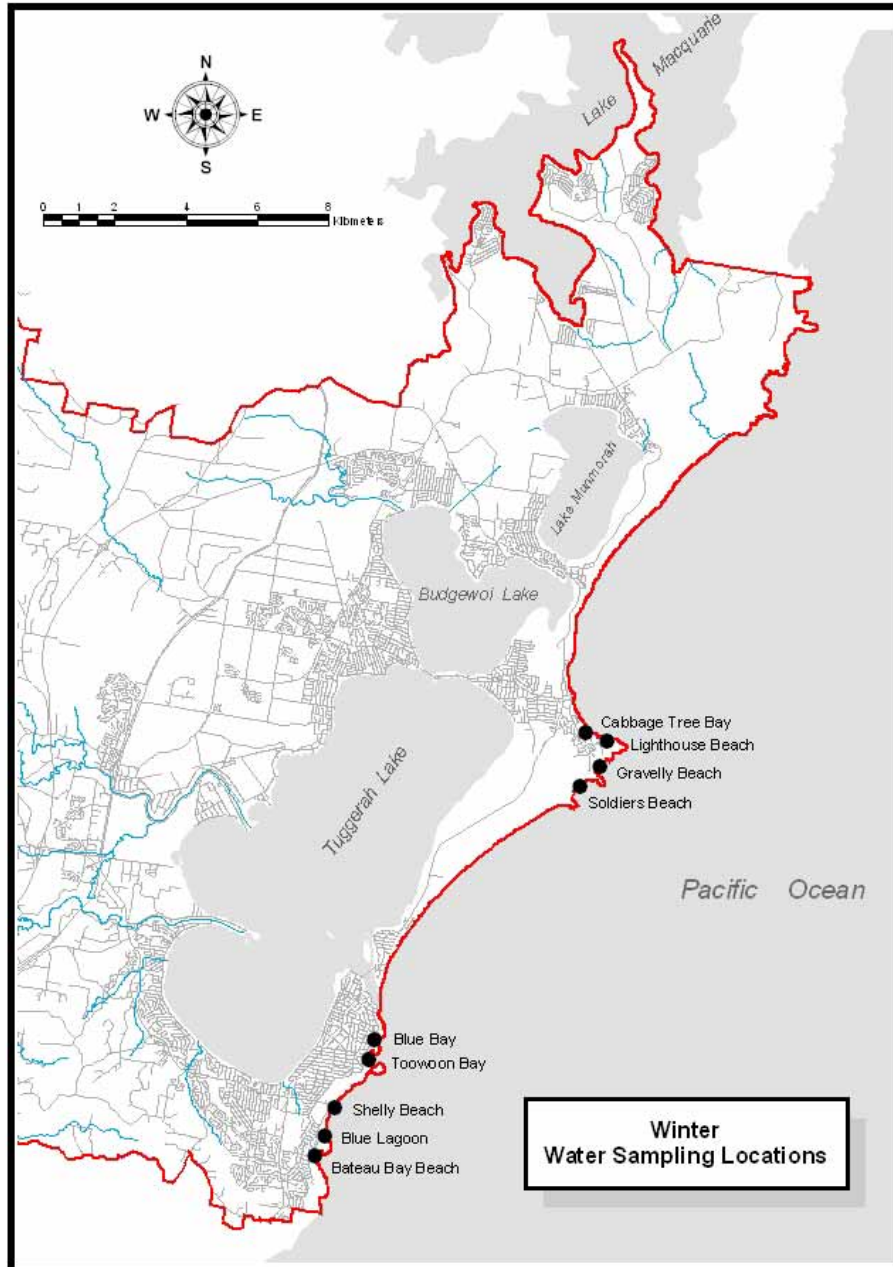 N
W E
S
0 1 2 4 6 8
Kilometers
Lake Macquarie
Lake Munmorah
Budgewoi Lake
Cabbage Tree Bay
Lighthouse Beach
Gravelly Beach
Soldiers Beach
Tuggerah Lake
Pacific Ocean
Blue Bay
Toowoon Bay
Shelly Beach
Blue Lagoon
Bateau Bay Beach
Winter
Water Sampling Locations